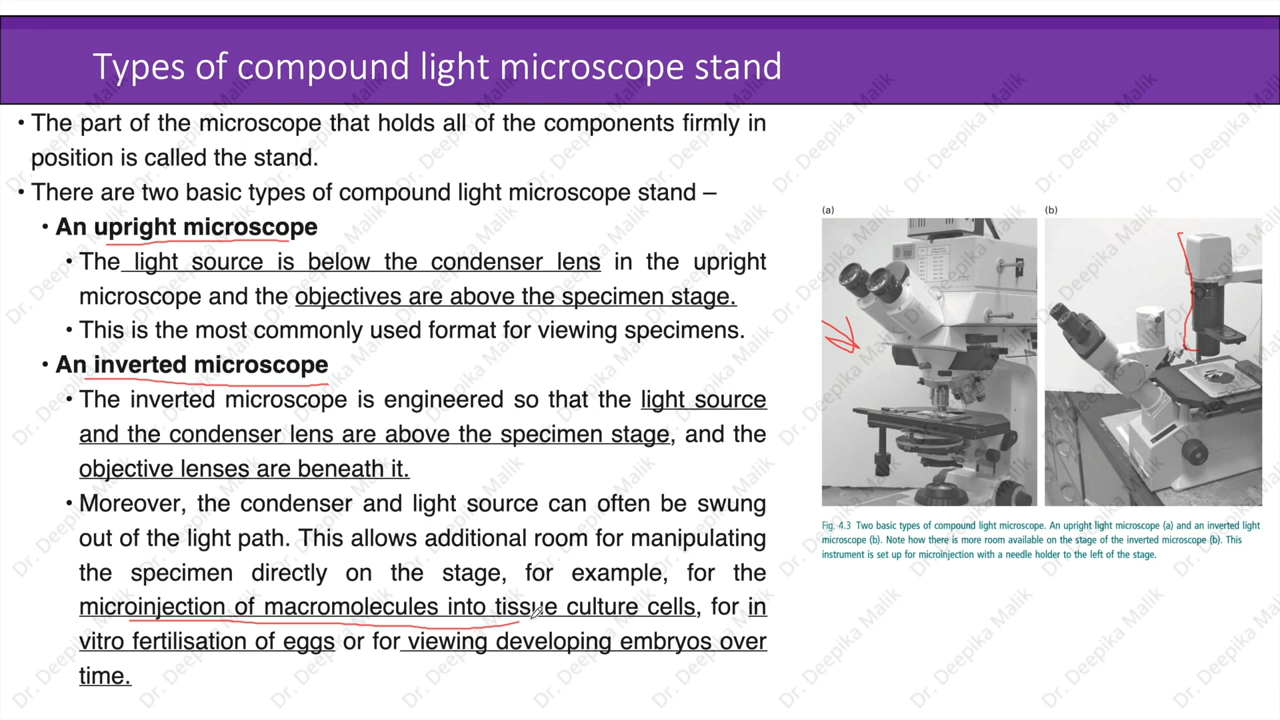 Types of compound light microscope stand
• The part of the microscope that holds all of the components firmly in
position is called the stand.
• There are two basic types of compound light microscope stand –
• An upright microscope
• The light source is below the condenser lens in the upright
microscope and the objectives are above the specimen stage.
• This is the most commonly used format for viewing specimens.
• An inverted microscope
• The inverted microscope is engineered so that the light source
and the condenser lens are above the specimen stage, and the
objective lenses are beneath it.
• Moreover, the condenser and light source can often be swung
out of the light path. This allows additional room for manipulating
the specimen directly on the stage, for example, for the
microinjection of macromolecules into tissue culture cells, for in
vitro fertilisation of eggs or for viewing developing embryos over
time.
(a)
(b)
Fig. 4.3 Two basic types of compound light microscope. An upright light microscope (a) and an inverted light
microscope (b). Note how there is more room available on the stage of the inverted microscope (b). This
instrument is set up for microinjection with a needle holder to the left of the stage.
Dr. Deepika Malik